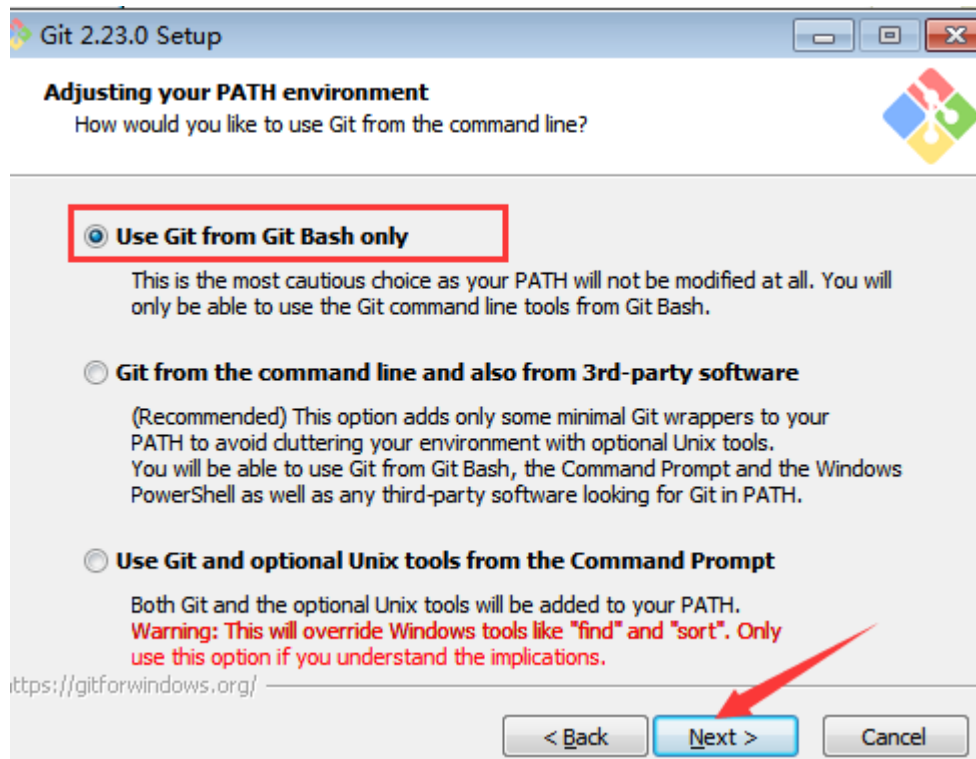 Git 2.23.0 Setup
Adjusting your PATH environment
How would you like to use Git from the command line?
Use Git from Git Bash only
This is the most cautious choice as your PATH will not be modified at all. You will
only be able to use the Git command line tools from Git Bash.
Git from the command line and also from 3rd-party software
(Recommended) This option adds only some minimal Git wrappers to your
PATH to avoid cluttering your environment with optional Unix tools.
You will be able to use Git from Git Bash, the Command Prompt and the Windows
PowerShell as well as any third-party software looking for Git in PATH.
Use Git and optional Unix tools from the Command Prompt
Both Git and the optional Unix tools will be added to your PATH.
Warning: This will override Windows tools like "find" and "sort". Only
use this option if you understand the implications.
ttps://gitforwindows.org/
< Back Next > Cancel